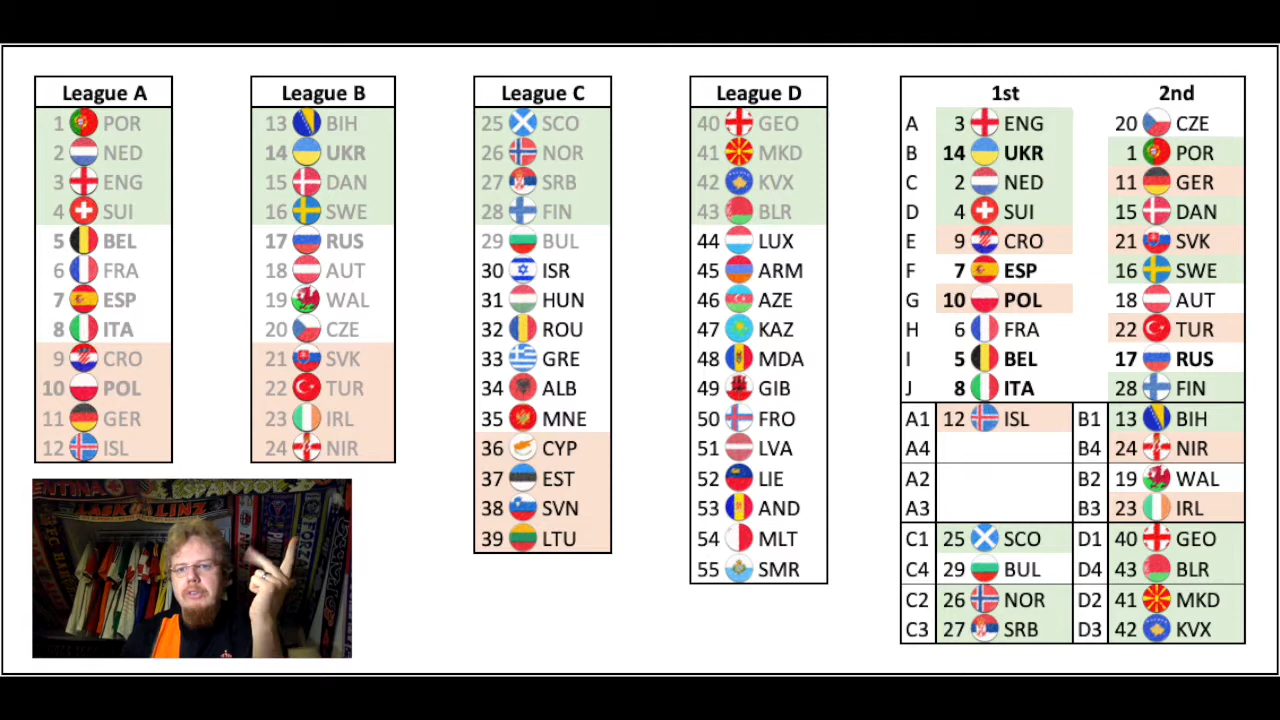 League A
1 POR
2 NED
3 ENG
4 SUI
5 BEL
6 FRA
7 ESP
8 ITA
9 CRO
10 POL
11 GER
12 ISL
League B
13 BIH
14 UKR
15 DAN
16 SWE
17 RUS
18 AUT
19 WAL
20 CZE
21 SVK
22 TUR
23 IRL
24 NIR
League C
25 SCO
26 NOR
27 SRB
28 FIN
29 BUL
30 ISR
31 HUN
32 ROU
33 GRE
34 ALB
35 MNE
36 CYP
37 EST
38 SVN
39 LTU
League D
40 GEO
41 MKD
42 KVX
43 BLR
44 LUX
45 ARM
46 AZE
47 KAZ
48 MDA
49 GIB
50 FRO
51 LVA
52 LIE
53 AND
54 MLT
55 SMR
1st 2nd
A 3 ENG 20 CZE
B 14 UKR 1 POR
C 2 NED 11 GER
D 4 SUI 15 DAN
E 9 CRO 21 SVK
F 7 ESP 16 SWE
G 10 POL 18 AUT
H 6 FRA 22 TUR
I 5 BEL 17 RUS
J 8 ITA 28 FIN
A1 12 ISL B1 13 BIH
A4 B4 24 NIR
A2 B2 19 WAL
A3 B3 23 IRL
C1 25 SCO D1 40 GEO
C4 29 BUL D4 43 BLR
C2 26 NOR D2 41 MKD
C3 27 SRB D3 42 KVX
LASK LINZ